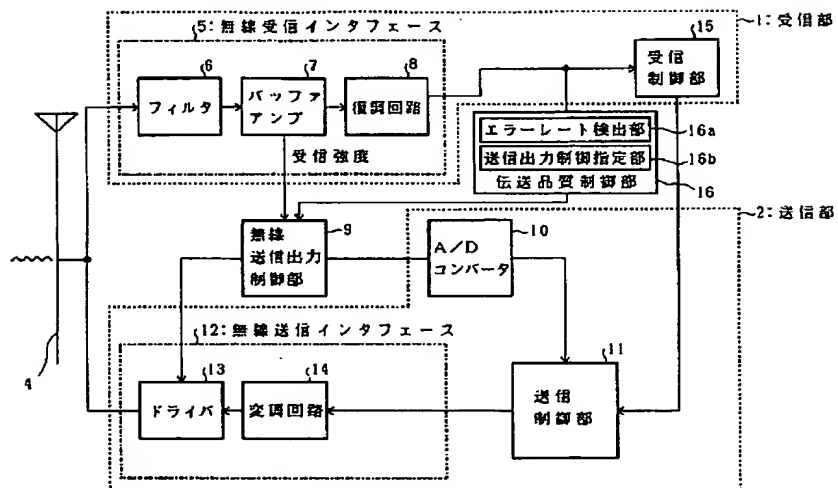 5:無線受信インタフェース
1:受信部
6
フィルタ
7
バッファ
アンプ
8
復調回路
15
受信
制御部
受信強度
エラーレート検出部
16a
送信出力制御指定部
16b
伝送品質制御部
16
9
無線
送信出力
制御部
10
A/D
コンバータ
2:送信部
12:無線送信インタフェース
13
ドライバ
14
変調回路
11
送信
制御部
4